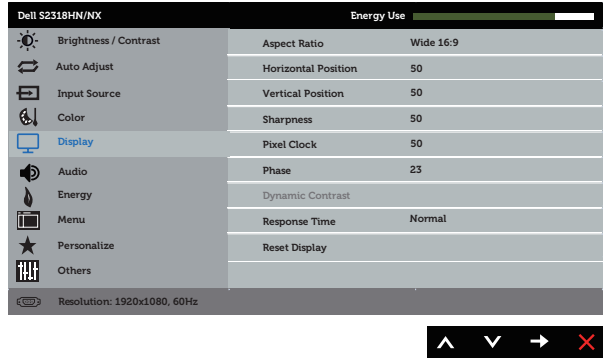 Dell S2318HN/NX Energy Use
Brightness / Contrast
Auto Adjust
Input Source
Color
Display
Audio
Energy
Menu
Personalize
Others
Aspect Ratio Wide 16:9
Horizontal Position 50
Vertical Position 50
Sharpness 50
Pixel Clock 50
Phase 23
Dynamic Contrast
Response Time Normal
Reset Display
Resolution: 1920x1080, 60Hz